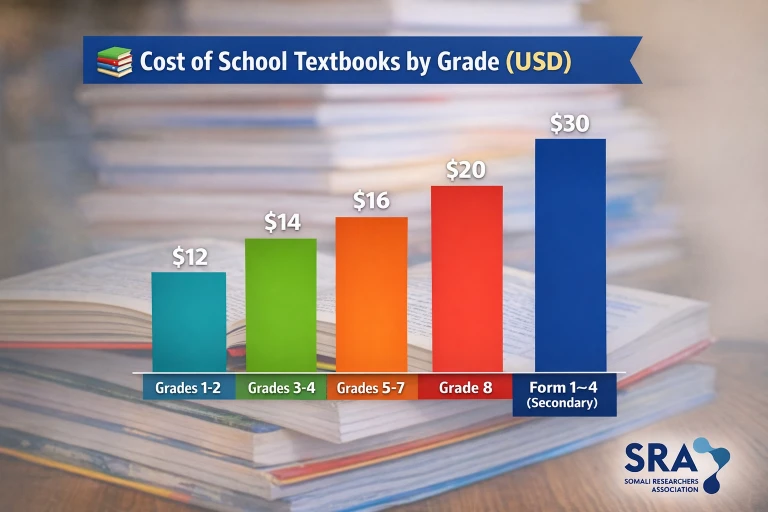 Cost of School Textbooks by Grade (USD)
$12
$14
$16
$20
$30
Grades 1-2
Grades 3-4
Grades 5-7
Grade 8
Form 1~4
(Secondary)
SRA
SOMALI RESEARCHERS
ASSOCIATION